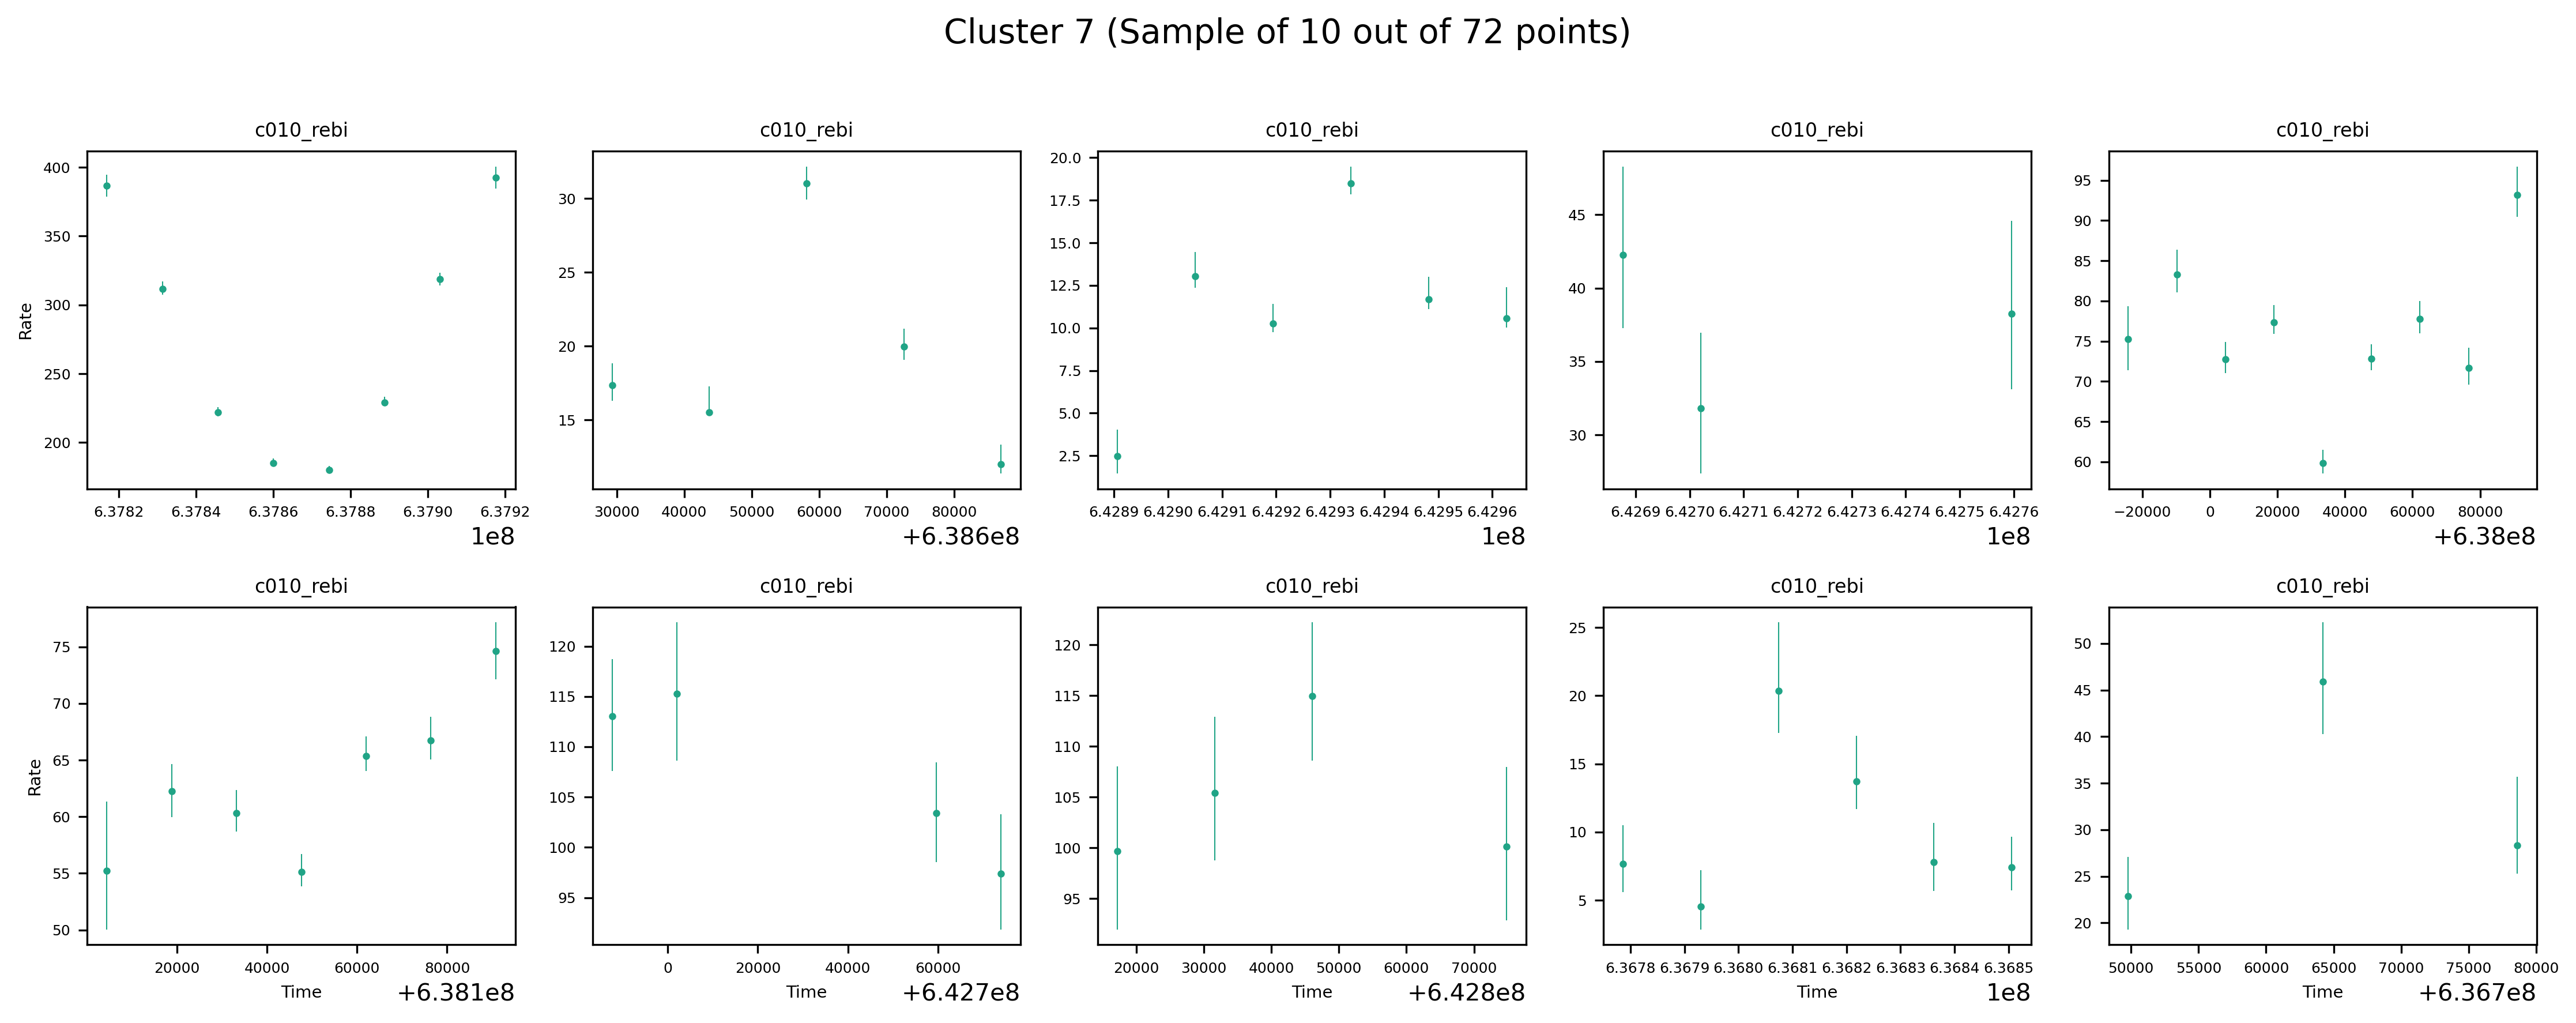 Cluster 7 (Sample of 10 out of 72 points)
c010_rebi c010_rebi c010_rebi c010_rebi c010_rebi
Rate
400
350
300
250
200
6.3782 6.3784 6.3786 6.3788 6.3790 6.3792
1e8
30
25
20
15
30000 40000 50000 60000 70000 80000
+6.386e8
20.0
17.5
15.0
12.5
10.0
7.5
5.0
2.5
6.4289 6.4290 6.4291 6.4292 6.4293 6.4294 6.4295 6.4296
1e8
45
40
35
30
6.4269 6.4270 6.4271 6.4272 6.4273 6.4274 6.4275 6.4276
1e8
95
90
85
80
75
70
65
60
−20000 0 20000 40000 60000 80000
+6.38e8
c010_rebi c010_rebi c010_rebi c010_rebi c010_rebi
Rate
75
70
65
60
55
50
20000 40000 60000 80000
Time +6.381e8
120
115
110
105
100
95
0 20000 40000 60000
Time +6.427e8
120
115
110
105
100
95
20000 30000 40000 50000 60000 70000
Time +6.428e8
25
20
15
10
5
6.3678 6.3679 6.3680 6.3681 6.3682 6.3683 6.3684 6.3685
Time 1e8
50
45
40
35
30
25
20
50000 55000 60000 65000 70000 75000 80000
Time +6.367e8